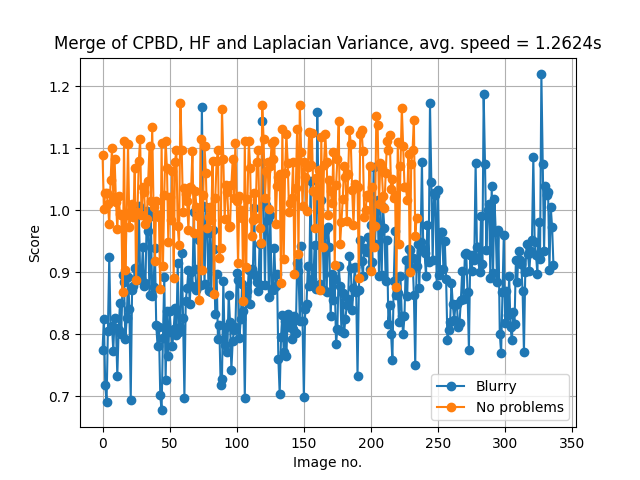 Merge of CPBD, HF and Laplacian Variance, avg. speed = 1.2624s
1.2
1.1
1.0
0.9
0.8
0.7
Score
0 50 100 150 200 250 300 350
Image no.
Blurry
No problems